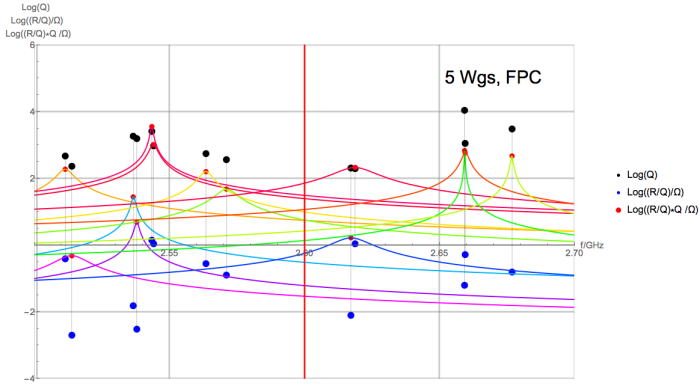 Log(Q)
Log((R/Q)/Ω)
Log((R/Q)*Q /Ω)
6
5 Wgs, FPC
4
2
2.55
2.60
2.65
2.70
f/GHz
−2
−4
Log(Q)
Log((R/Q)/Ω)
Log((R/Q)*Q /Ω)